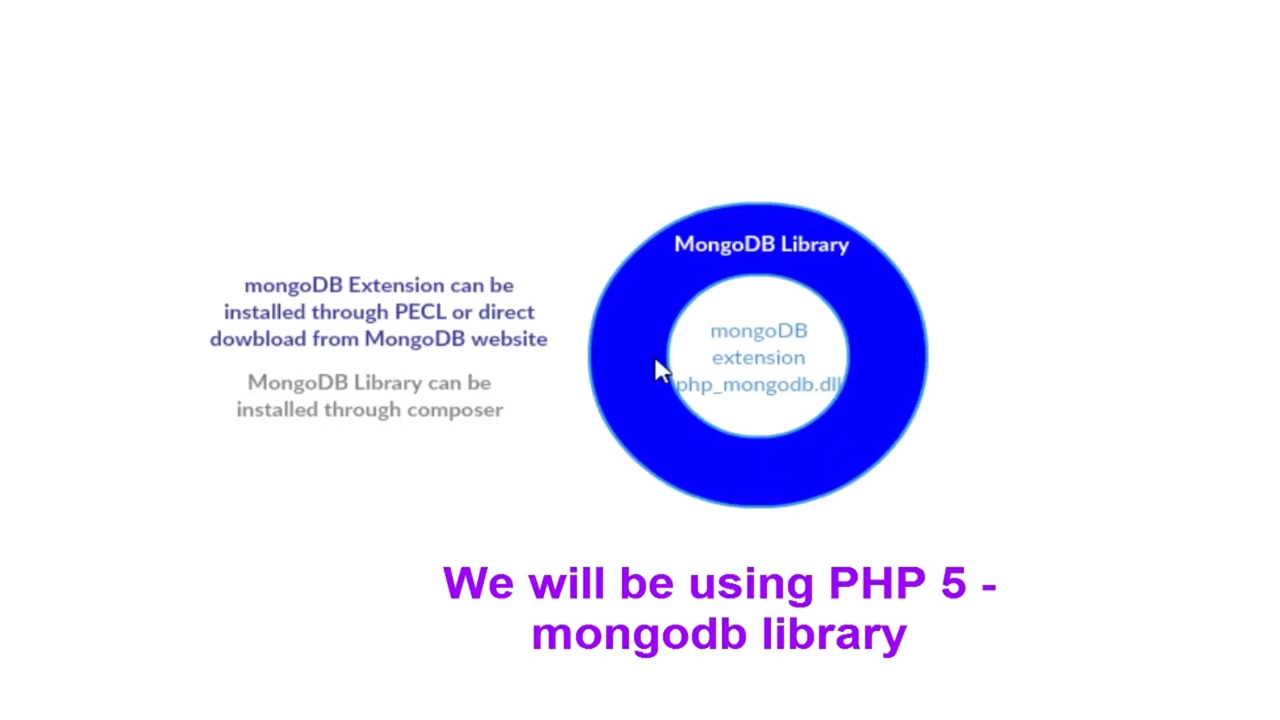 mongoDB Extension can be
installed through PECL or direct
dowbload from MongoDB website
MongoDB Library can be
installed through composer
MongoDB Library
mongoDB
extension
php_mongodb.dll
We will be using PHP 5 -
mongodb library